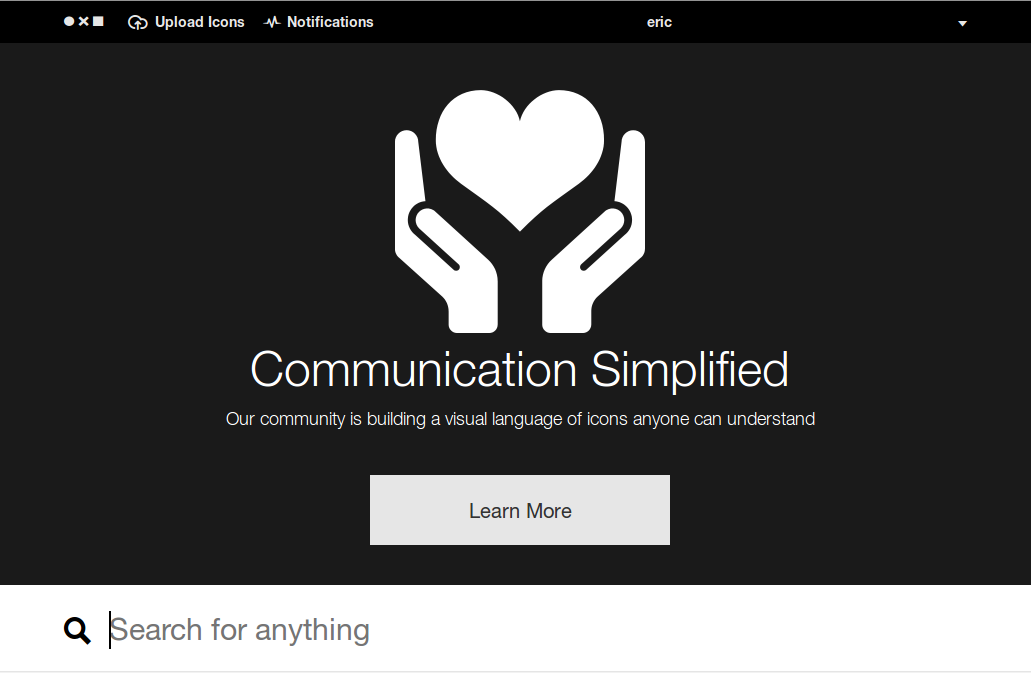 Upload Icons Notifications eric
Communication Simplified
Our community is building a visual language of icons anyone can understand
Learn More
Search for anything